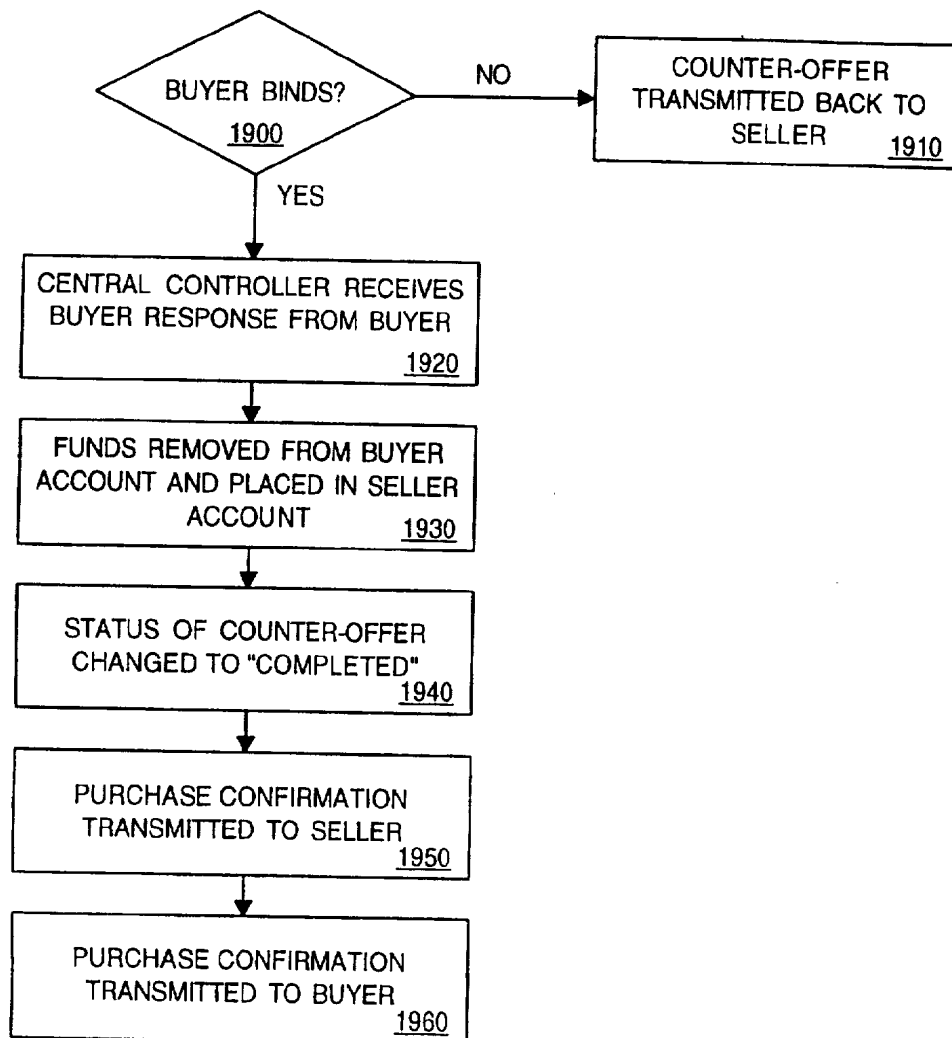 BUYER BINDS?
1900
NO
COUNTER-OFFER
TRANSMITTED BACK TO
SELLER
1910
YES
CENTRAL CONTROLLER RECEIVES
BUYER RESPONSE FROM BUYER
1920
FUNDS REMOVED FROM BUYER
ACCOUNT AND PLACED IN SELLER
ACCOUNT
1930
STATUS OF COUNTER-OFFER
CHANGED TO "COMPLETED"
1940
PURCHASE CONFIRMATION
TRANSMITTED TO SELLER
1950
PURCHASE CONFIRMATION
TRANSMITTED TO BUYER
1960